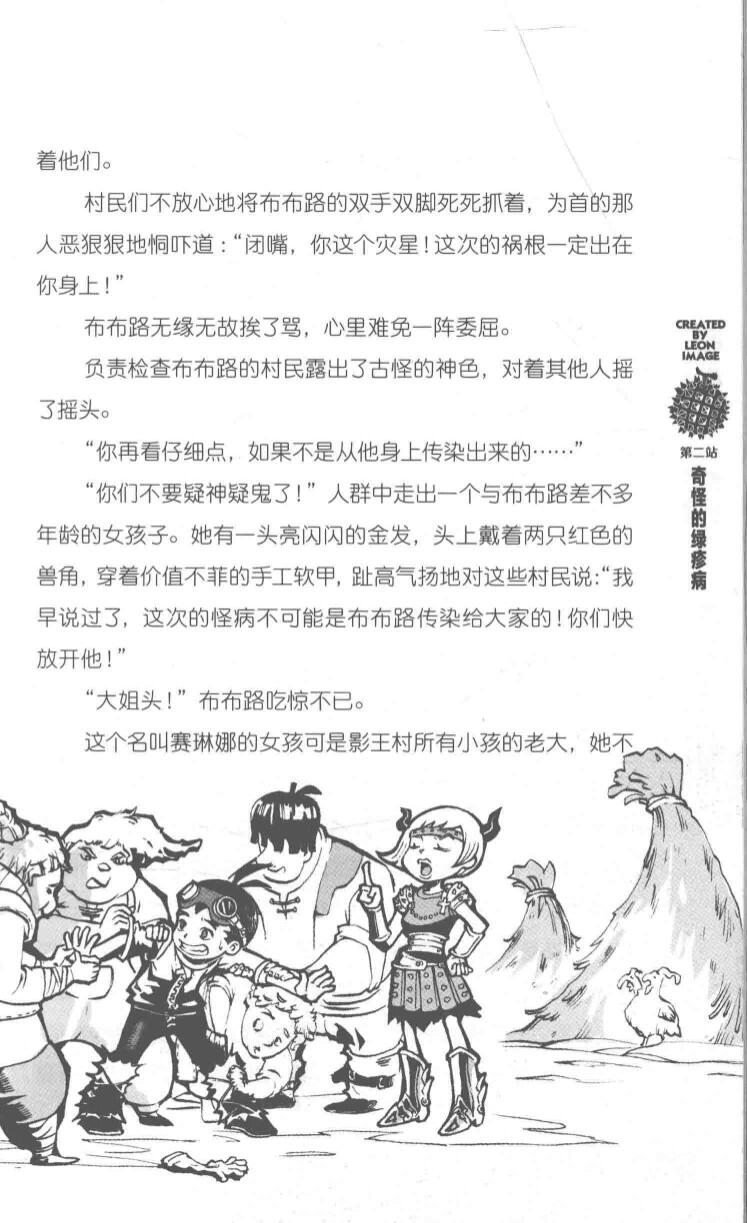 着他们。
村民们不放心地将布布路的双手双脚死死抓着，为首的那
人恶狠狠地恫吓道：“闭嘴，你这个灾星！这次的祸根一定出在
你身上！”
布布路无缘无故挨了骂，心里难免一阵委屈。
负责检查布布路的村民露出了古怪的神色，对着其他人摇
了摇头。
“你再看仔细点，如果不是从他身上传染出来的……”
“你们不要疑神疑鬼了！”人群中走出一个与布布路差不多
年龄的女孩子。她有一头亮闪闪的金发，头上戴着两只红色的
兽角，穿着价值不菲的手工软甲，趾高气扬地对这些村民说：“我
早说过了，这次的怪病不可能是布布路传染给大家的！你们快
放开他！”
“大姐头！”布布路吃惊不已。
这个名叫赛琳娜的女孩可是影王村所有小孩的老大，她不
CREATED
BY
LEON
IMAGE
第二站
奇怪的绿疹病